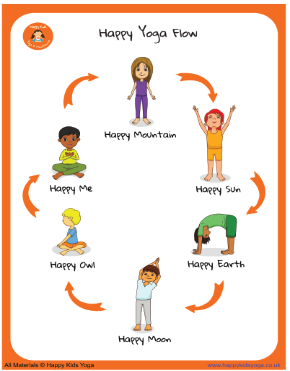 Happy Yoga Flow
Happy Mountain
Happy Me
Happy Sun
Happy Owl
Happy Earth
Happy Moon
All Materials © Happy Kids Yoga
www.happykidsyoga.co.uk